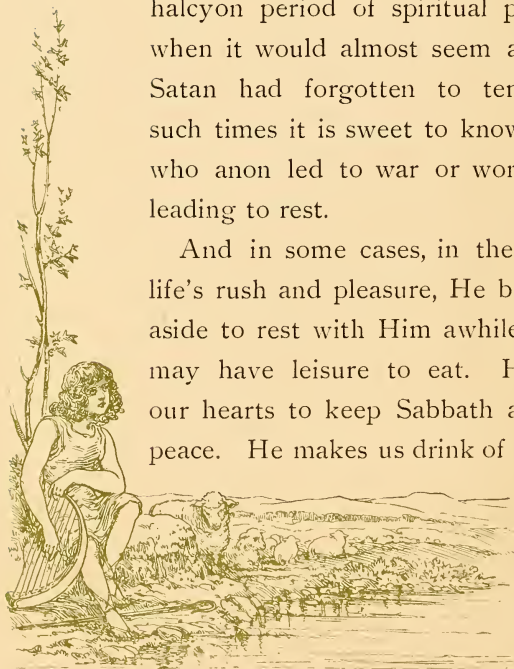 halcyon period of spiritual
when it would almost seem
Satan had forgotten to
such times it is sweet to
who anon led to war or
leading to rest.
And in some cases, in the
life's rush and pleasure, He
aside to rest with Him awhile
may have leisure to eat.
our hearts to keep Sabbath
peace. He makes us drink of